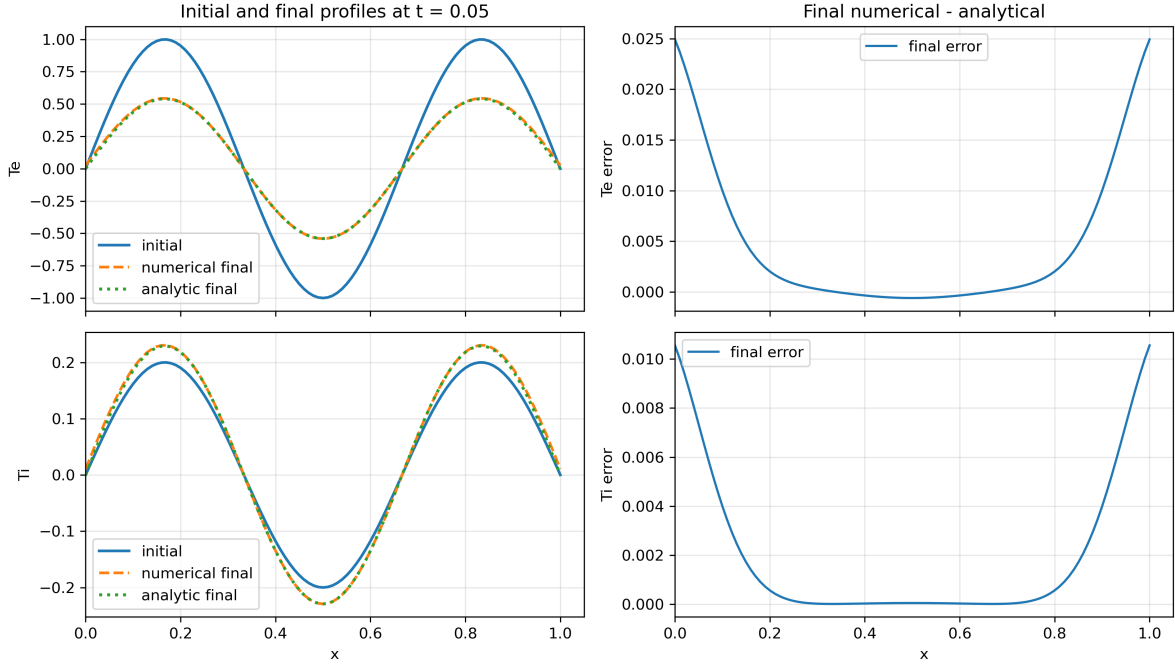 Initial and final profiles at t = 0.05
1.00
0.75
0.50
0.25
0.00
−0.25
−0.50
−0.75
−1.00
Te
initial
numerical final
analytic final
Final numerical - analytical
0.025
0.020
0.015
0.010
0.005
0.000
Te error
final error
0.2
0.1
0.0
−0.1
−0.2
Ti
initial
numerical final
analytic final
0.0 0.2 0.4 0.6 0.8 1.0
x
0.010
0.008
0.006
0.004
0.002
0.000
Ti error
final error
0.0 0.2 0.4 0.6 0.8 1.0
x